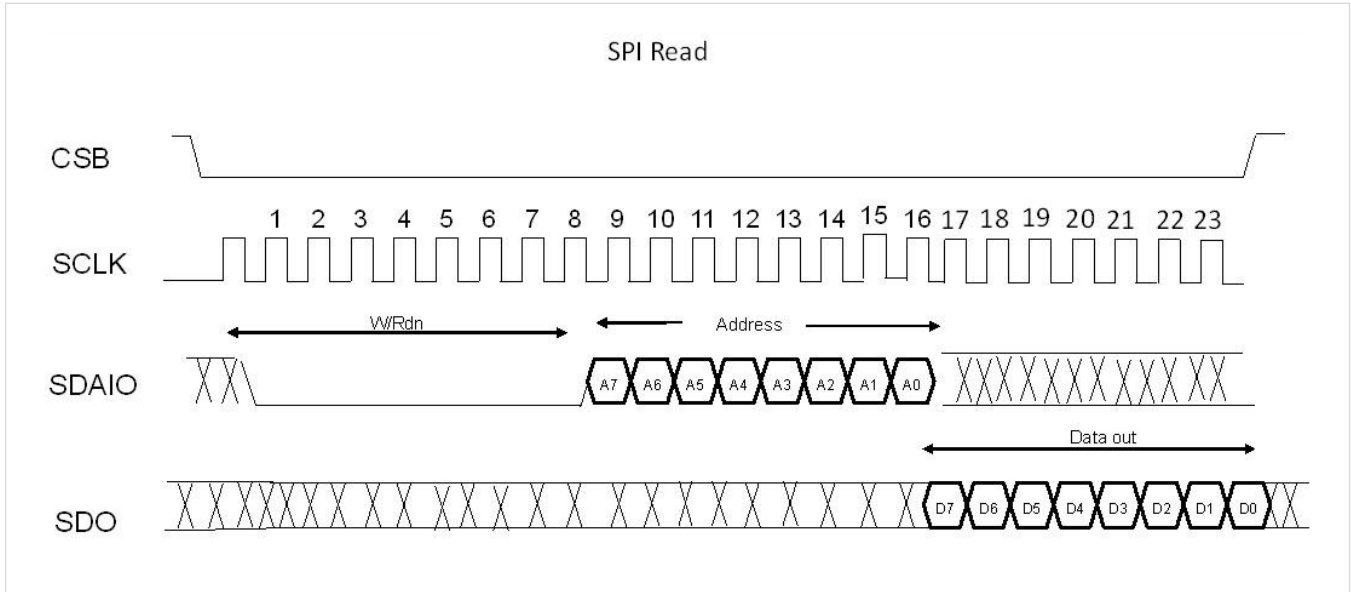 SPI Read
CSB
1 2 3 4 5 6 7 8 9 10 11 12 13 14 15 16 17 18 19 20 21 22 23
SCLK
W/Rdn Address
SDAIO A7 A6 A5 A4 A3 A2 A1 A0
Data out
SDO D7 D6 D5 D4 D3 D2 D1 D0